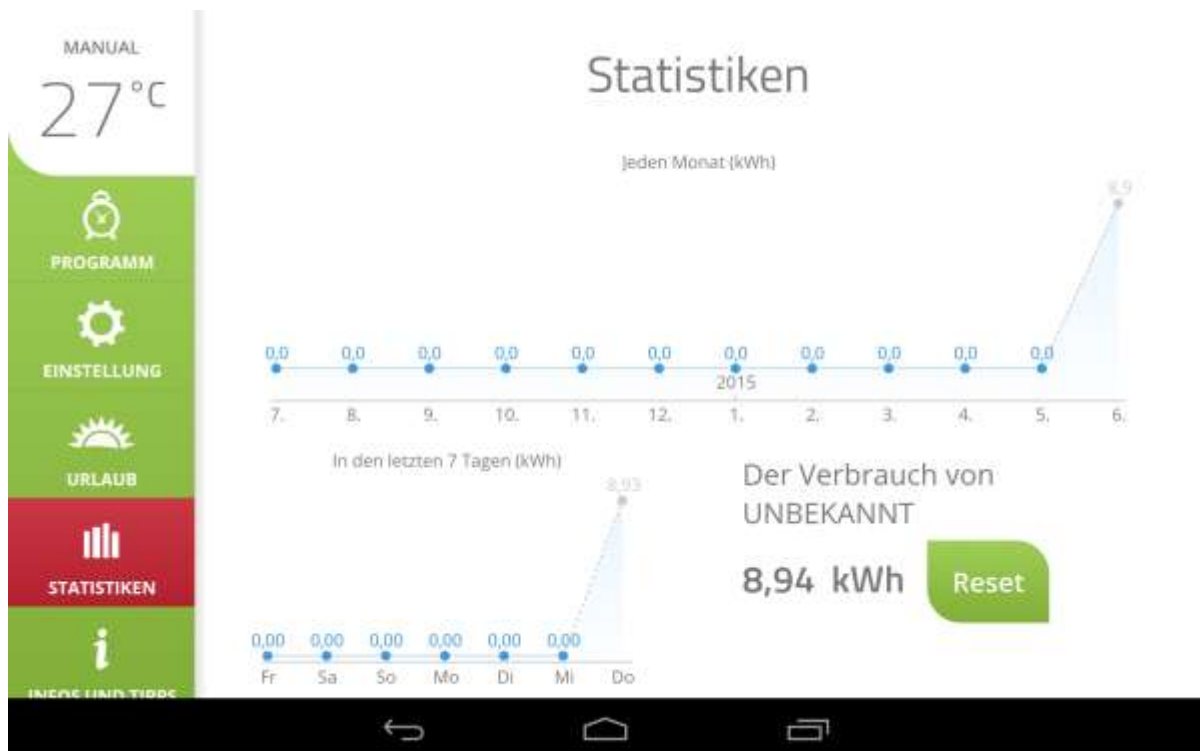 MANUAL
27°C
PROGRAMM
EINSTELLUNG
URLAUB
STATISTIKEN
INFOS UND TIPPS
Statistiken
Jeden Monat (kWh)
8,9
0,0 0,0 0,0 0,0 0,0 0,0 0,0 0,0 0,0 0,0 0,0
2015
7. 8. 9. 10. 11. 12. 1. 2. 3. 4. 5. 6.
In den letzten 7 Tagen (kWh)
8,93
0,00 0,00 0,00 0,00 0,00 0,00
Fr Sa So Mo Di Mi Do
Der Verbrauch von
UNBEKANNT
8,94 kWh Reset